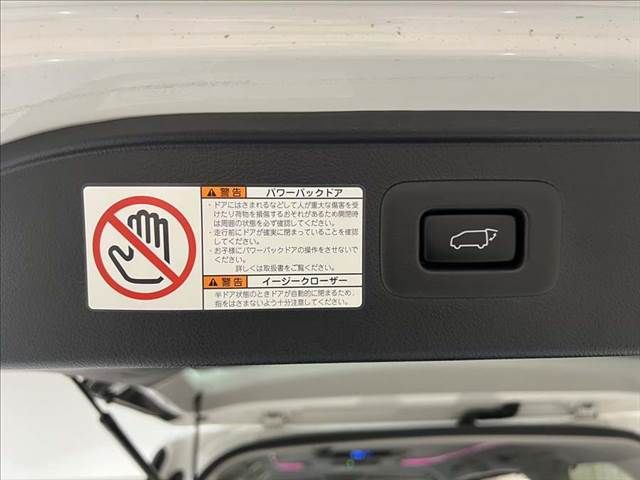 警告 パワーバックドア
・ドアにはさまれるなどして人が重大な傷害を受
けたり荷物を損傷するおそれがあるため開閉時
は周囲の状態を必ず確認してください。
・走行前にドアが確実に閉まっていることを確認
してください。
・お子様にパワーバックドアの操作をさせないで
ください。
詳しくは取扱書をご覧ください。
警告 イージークローザー
半ドア状態のときドアが自動的に閉まるため、
指をはさまないよう十分注意してください。